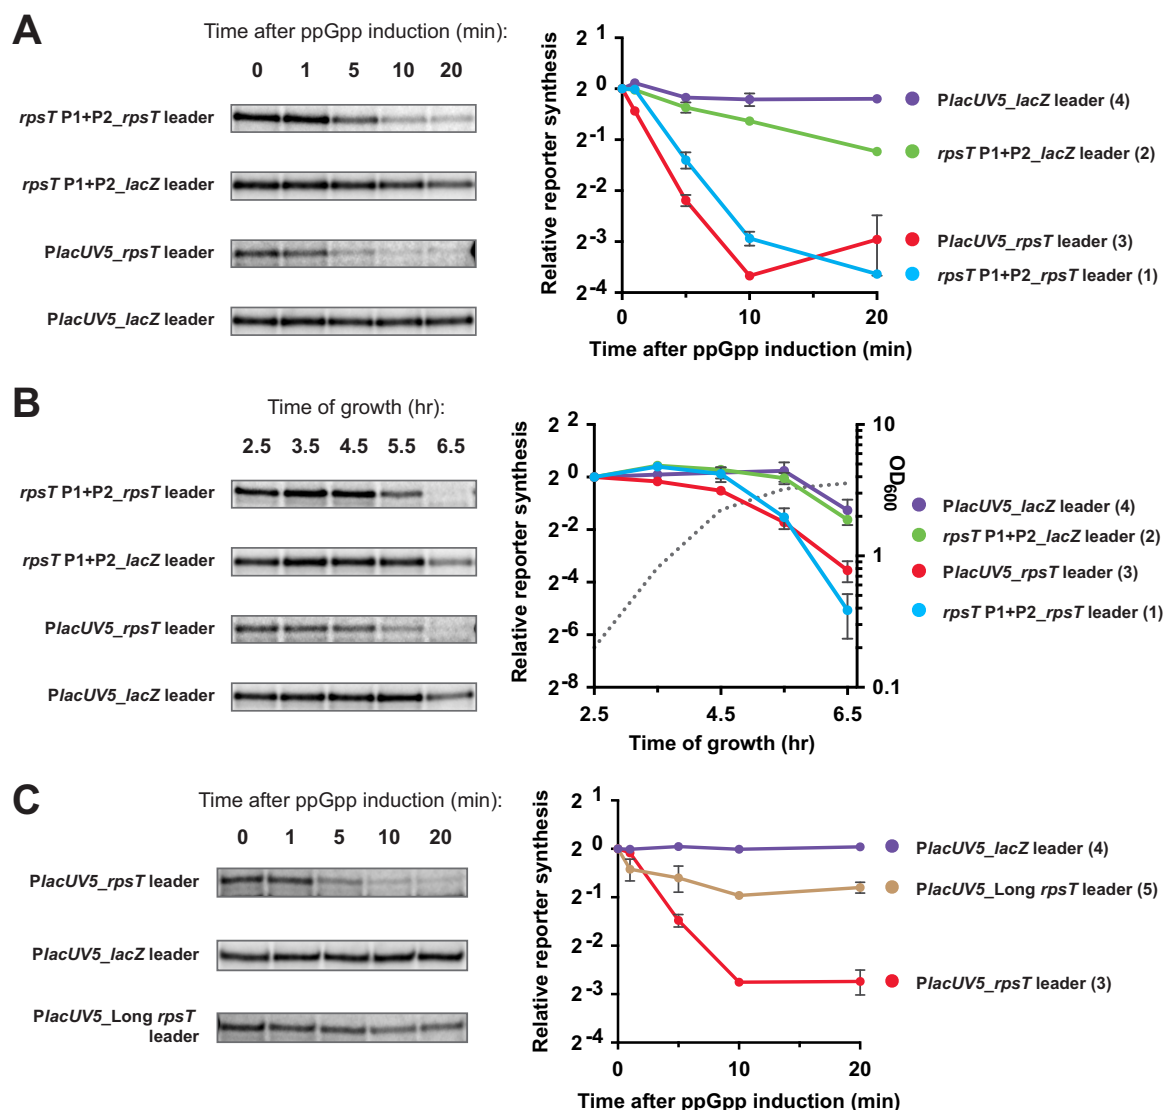 A
Time after ppGpp induction (min):
0 1 5 10 20
rpsT P1+P2_rpsT leader
rpsT P1+P2_lacZ leader
PlacUV5_rpsT leader
PlacUV5_lacZ leader
Relative reporter synthesis
2 1
2 0
2 -1
2 -2
2 -3
2 -4
0 10 20
Time after ppGpp induction (min)
PlacUV5_lacZ leader (4)
rpsT P1+P2_lacZ leader (2)
PlacUV5_rpsT leader (3)
rpsT P1+P2_rpsT leader (1)
B
Time of growth (hr):
2.5 3.5 4.5 5.5 6.5
rpsT P1+P2_rpsT leader
rpsT P1+P2_lacZ leader
PlacUV5_rpsT leader
PlacUV5_lacZ leader
Relative reporter synthesis
2 2
2 0
2 -2
2 -4
2 -6
2 -8
2.5 4.5 6.5
Time of growth (hr)
10
1
0.1
OD600
PlacUV5_lacZ leader (4)
rpsT P1+P2_lacZ leader (2)
PlacUV5_rpsT leader (3)
rpsT P1+P2_rpsT leader (1)
C
Time after ppGpp induction (min):
0 1 5 10 20
PlacUV5_rpsT leader
PlacUV5_lacZ leader
PlacUV5_Long rpsT
leader
Relative reporter synthesis
2 1
2 0
2 -1
2 -2
2 -3
2 -4
0 10 20
Time after ppGpp induction (min)
PlacUV5_lacZ leader (4)
PlacUV5_Long rpsT leader (5)
PlacUV5_rpsT leader (3)